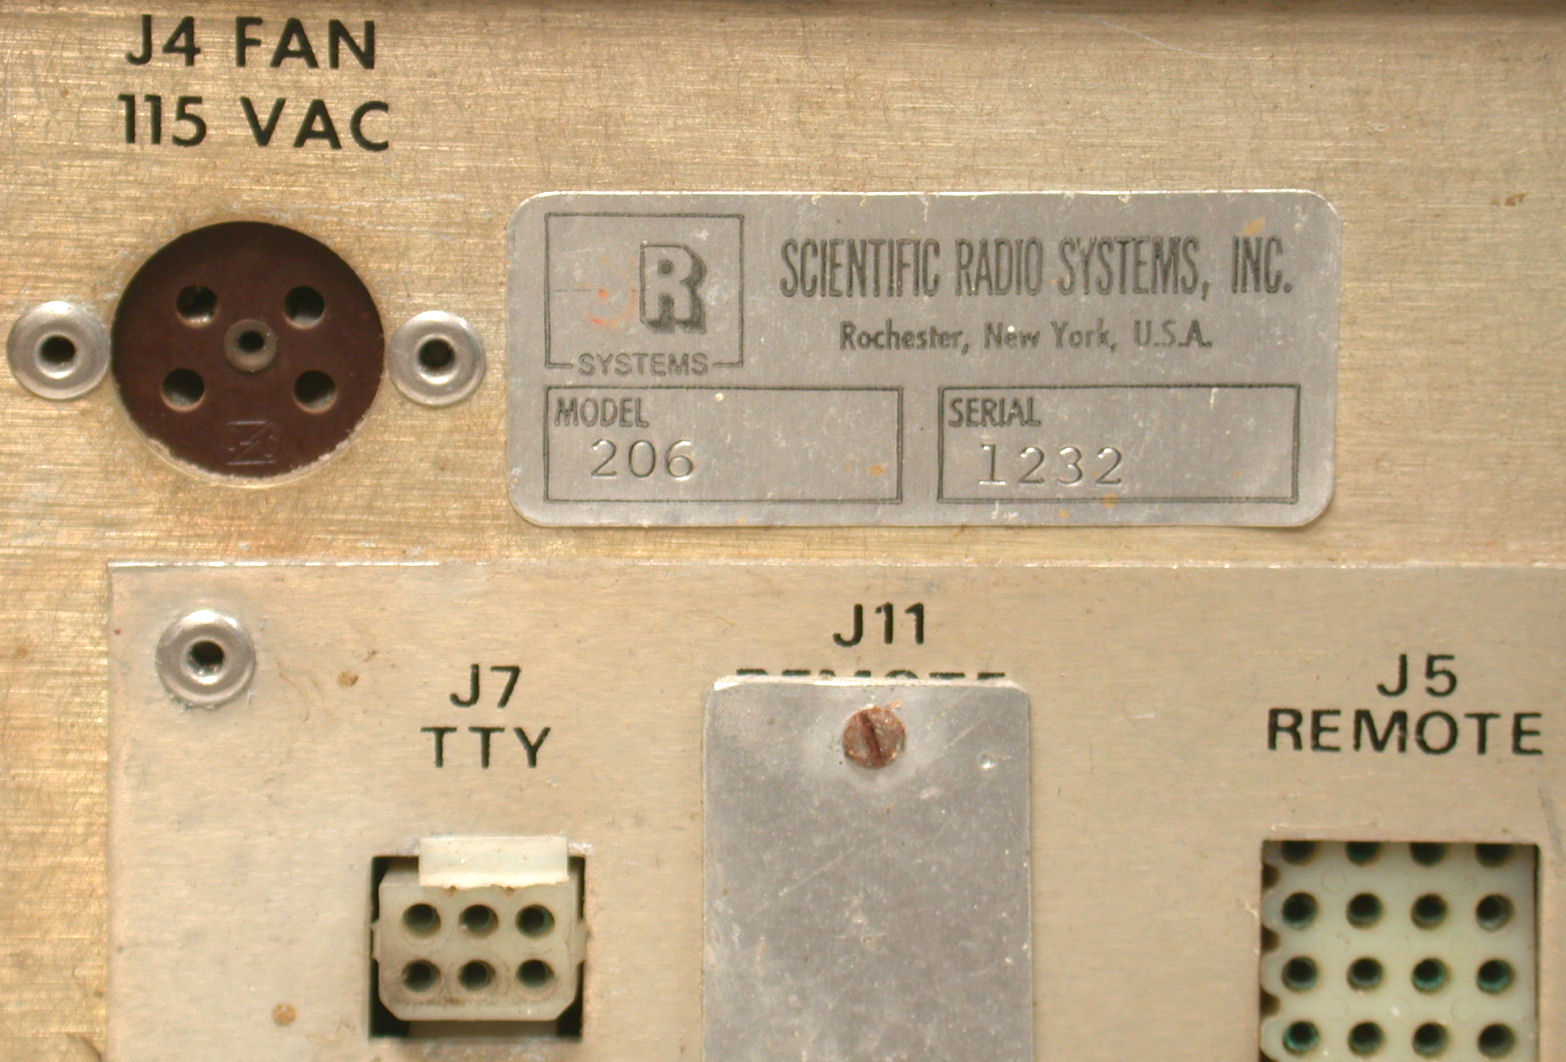 J4 FAN
115 VAC
R
SYSTEMS
SCIENTIFIC RADIO SYSTEMS, INC.
Rochester, New York, U.S.A.
MODEL
206
SERIAL
1232
J11
REMOTE
J7
TTY
J5
REMOTE